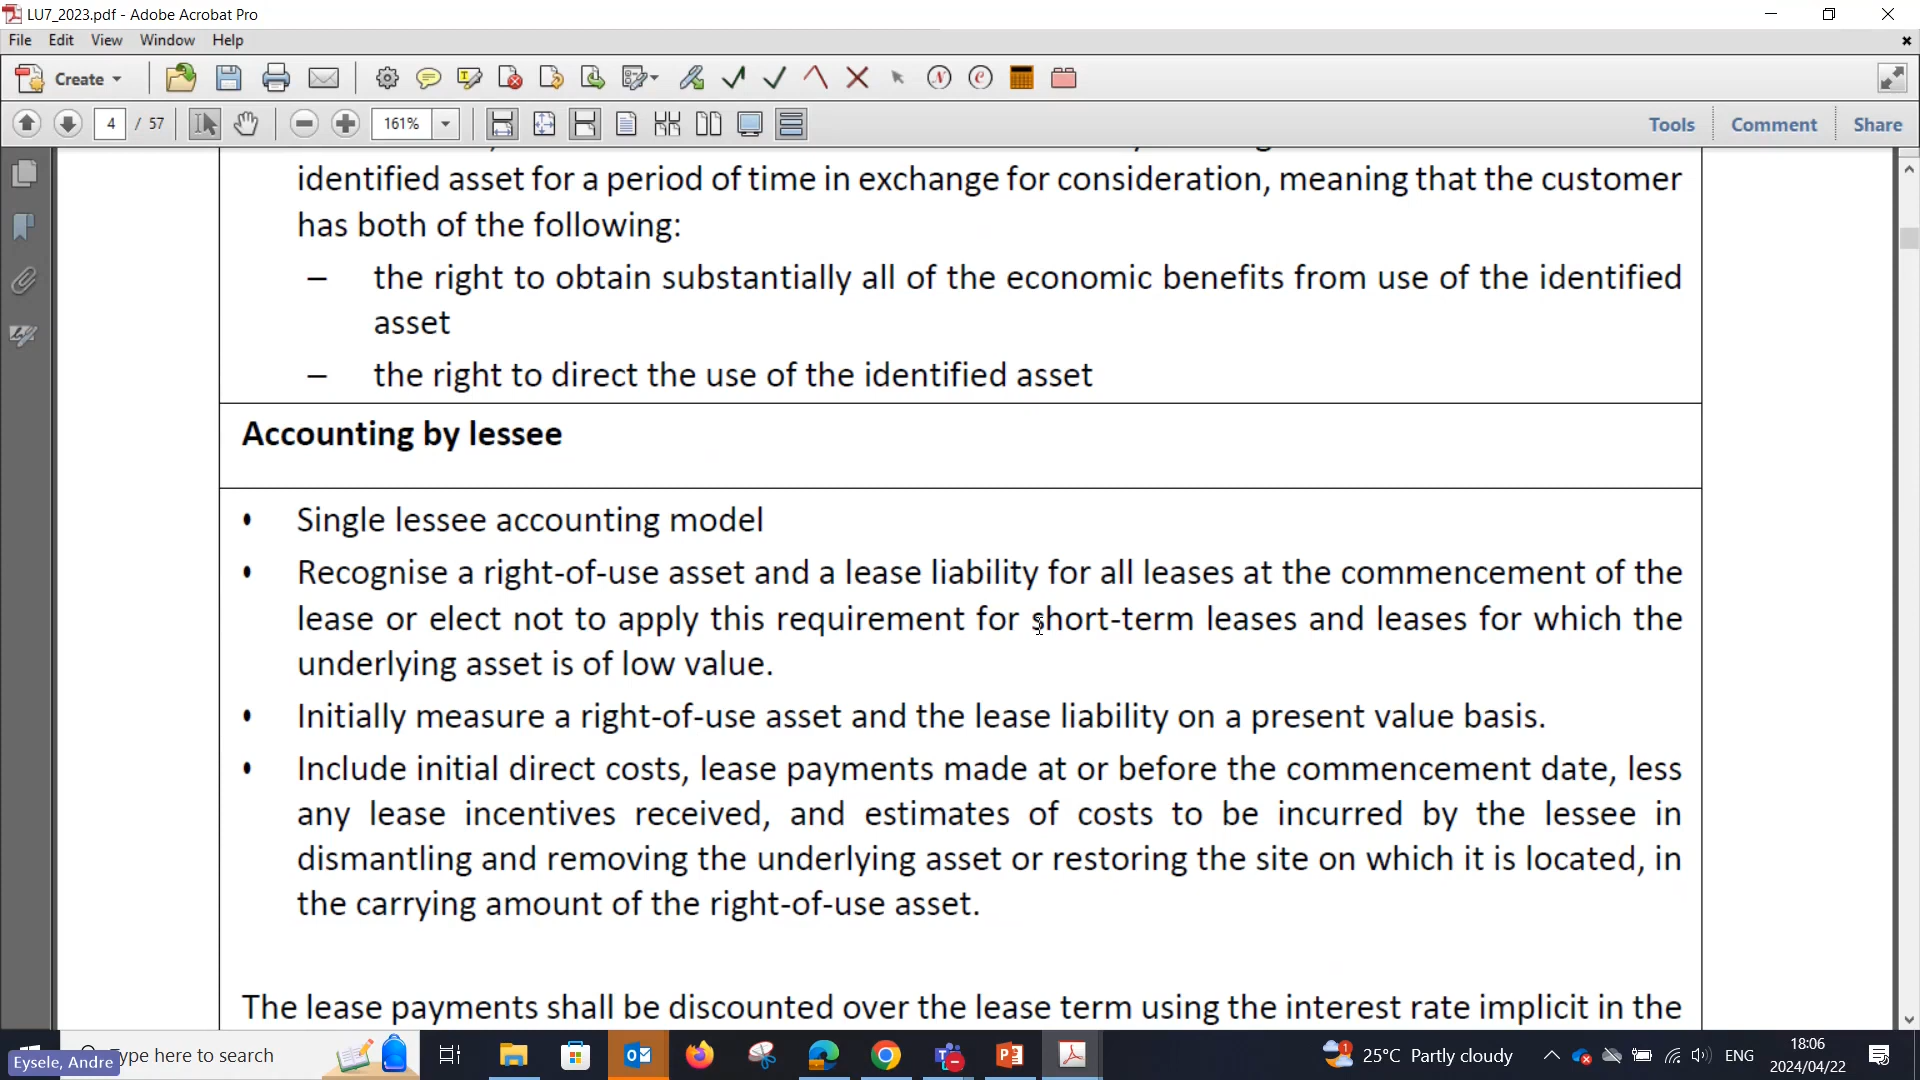 LU7_2023.pdf - Adobe Acrobat Pro
File Edit View Window Help
Create
4 / 57 161% Tools Comment Share
identified asset for a period of time in exchange for consideration, meaning that the customer
has both of the following:
– the right to obtain substantially all of the economic benefits from use of the identified
asset
– the right to direct the use of the identified asset
Accounting by lessee
• Single lessee accounting model
• Recognise a right-of-use asset and a lease liability for all leases at the commencement of the
lease or elect not to apply this requirement for short-term leases and leases for which the
underlying asset is of low value.
• Initially measure a right-of-use asset and the lease liability on a present value basis.
• Include initial direct costs, lease payments made at or before the commencement date, less
any lease incentives received, and estimates of costs to be incurred by the lessee in
dismantling and removing the underlying asset or restoring the site on which it is located, in
the carrying amount of the right-of-use asset.
The lease payments shall be discounted over the lease term using the interest rate implicit in the
Eysele, Andre
ype here to search
25°C Partly cloudy
ENG
18:06
2024/04/22